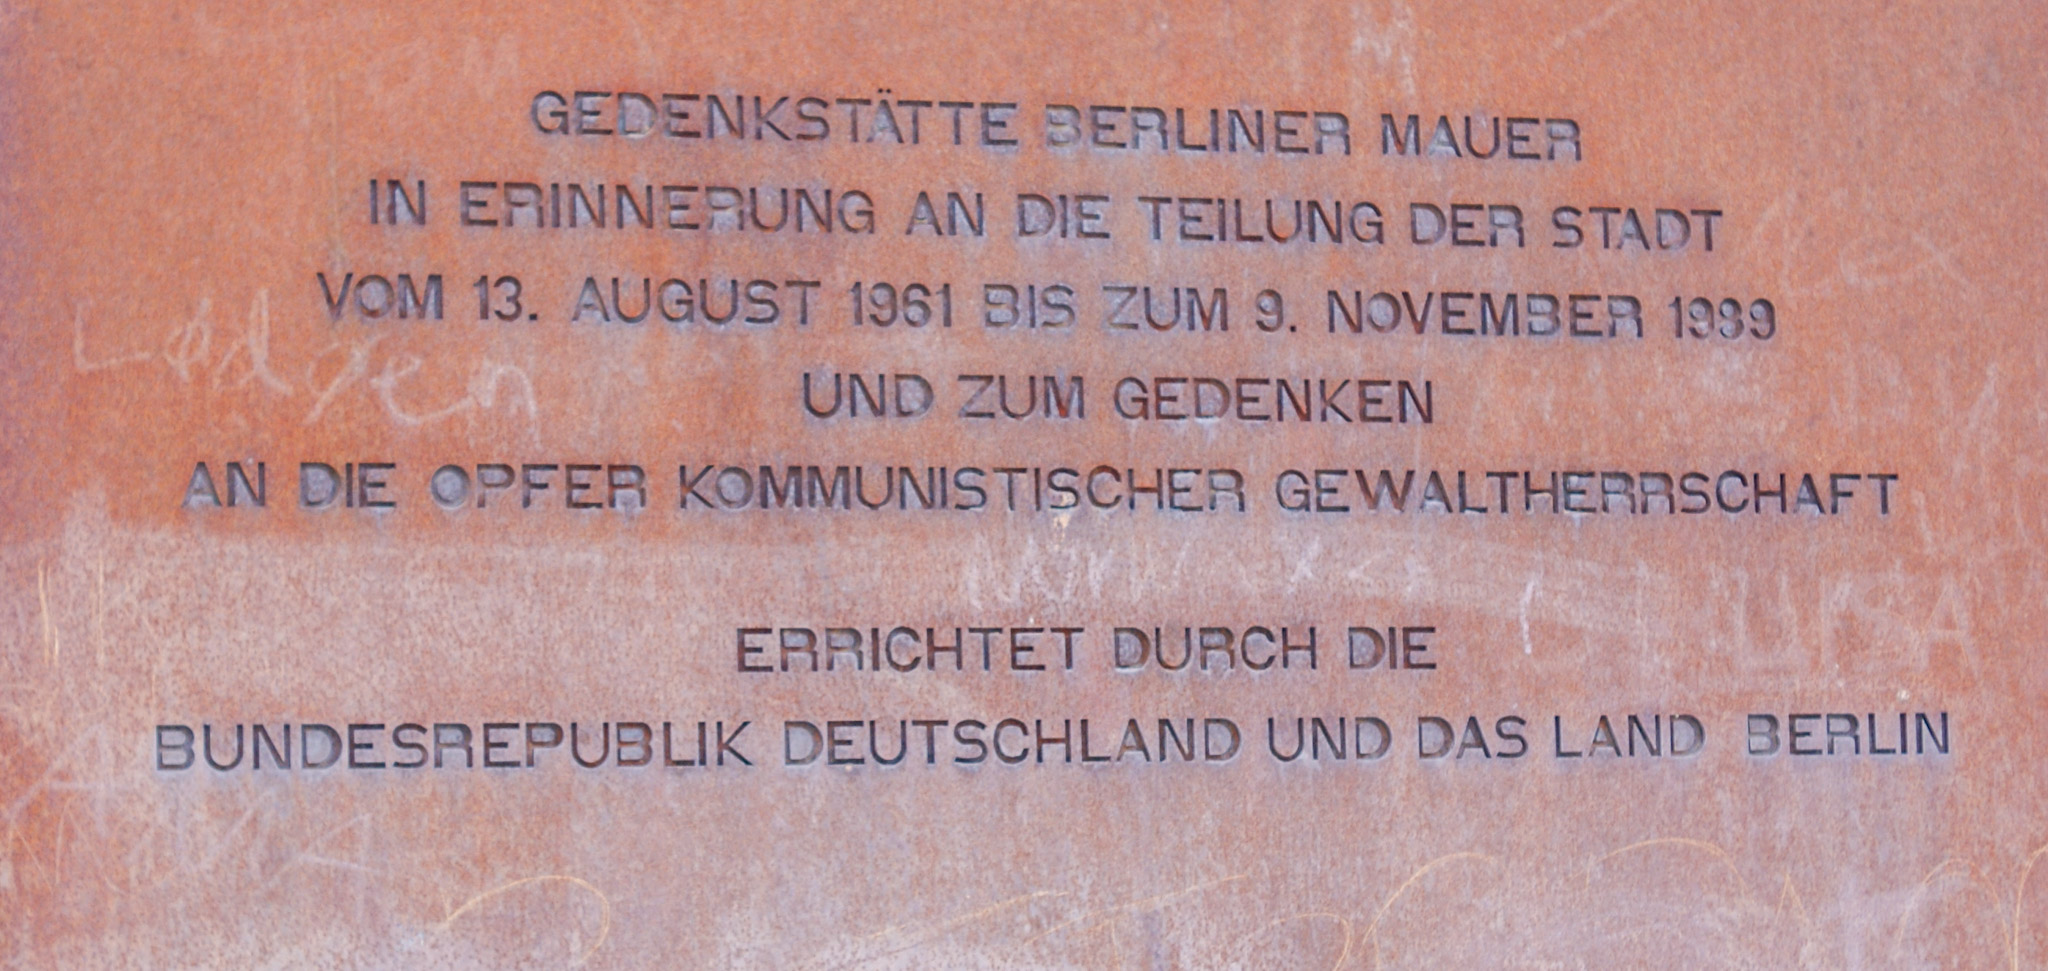 GEDENKSTÄTTE BERLINER MAUER
IN ERINNERUNG AN DIE TEILUNG DER STADT
VOM 13. AUGUST 1961 BIS ZUM 9. NOVEMBER 1989
UND ZUM GEDENKEN
AN DIE OPFER KOMMUNISTISCHER GEWALTHERRSCHAFT
ERRICHTET DURCH DIE
BUNDESREPUBLIK DEUTSCHLAND UND DAS LAND BERLIN